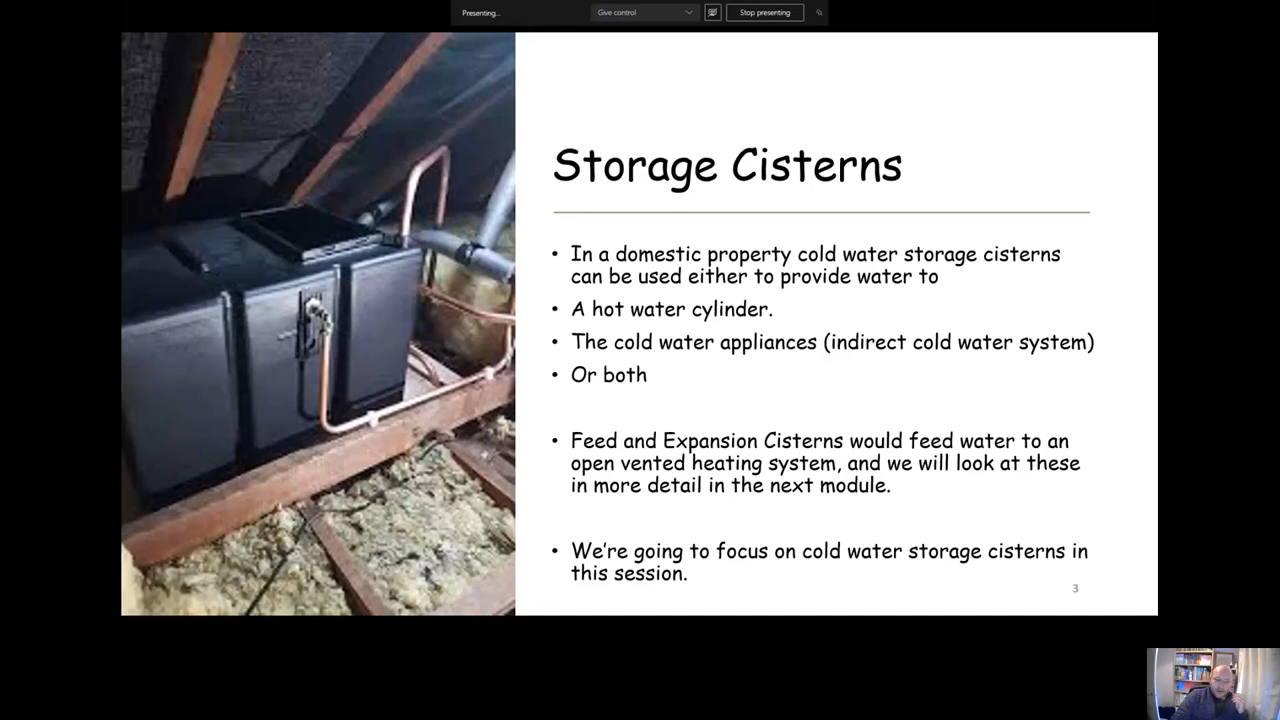 Presenting...
Give control
Stop presenting
Storage Cisterns
• In a domestic property cold water storage cisterns
can be used either to provide water to
• A hot water cylinder.
• The cold water appliances (indirect cold water system)
• Or both
• Feed and Expansion Cisterns would feed water to an
open vented heating system, and we will look at these
in more detail in the next module.
• We're going to focus on cold water storage cisterns in
this session.
3